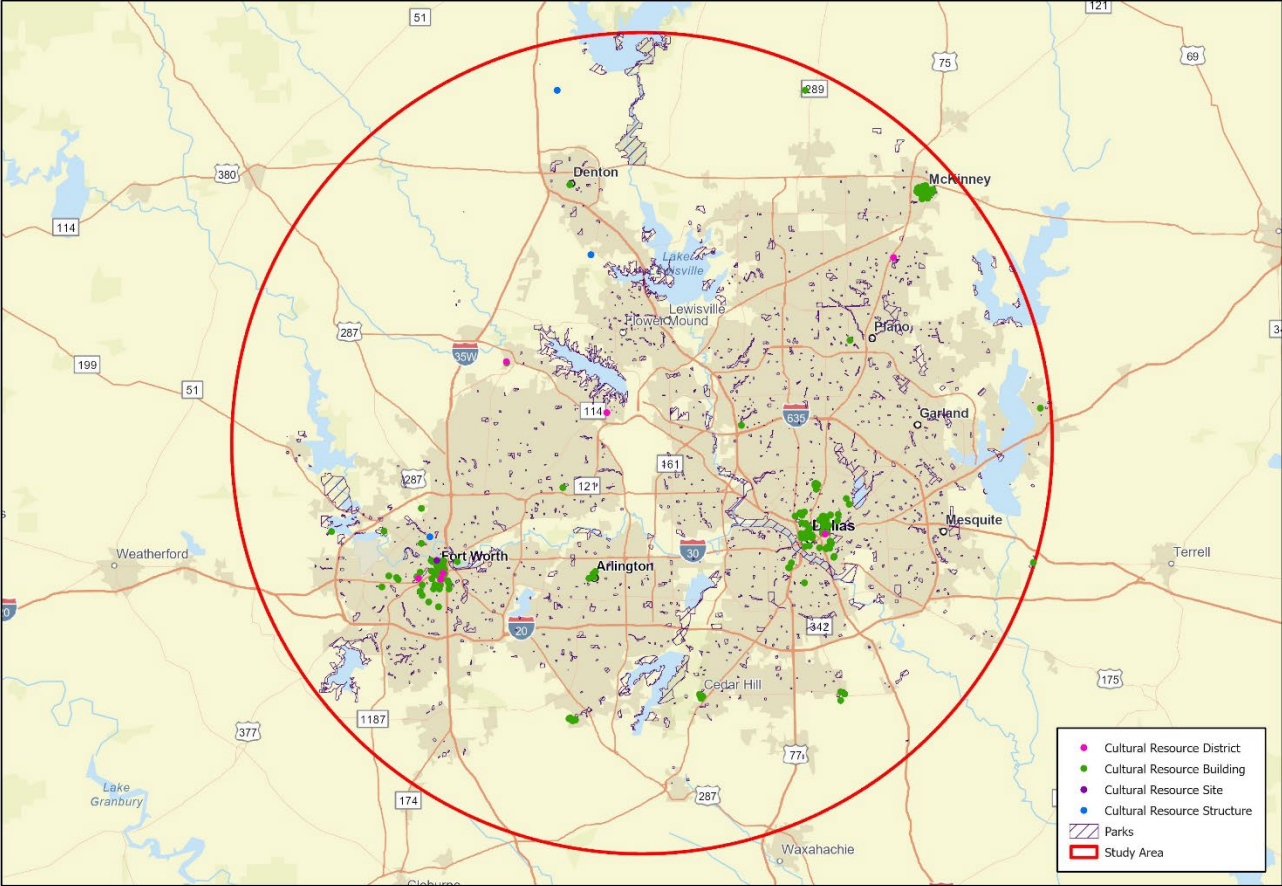 51
121
69
75
289
380
Denton
McKinney
114
Lake
Lewisville
Lewisville
Flower Mound
287
Plano
35W
199
51
114
635
Garland
161
287
121
Dallas
Mesquite
Weatherford
Fort Worth
30
Terrell
Arlington
20
342
175
Cedar Hill
1187
377
77
Lake
Granbury
174
287
Waxahachie
Cleburne
Cultural Resource District
Cultural Resource Building
Cultural Resource Site
Cultural Resource Structure
Parks
Study Area